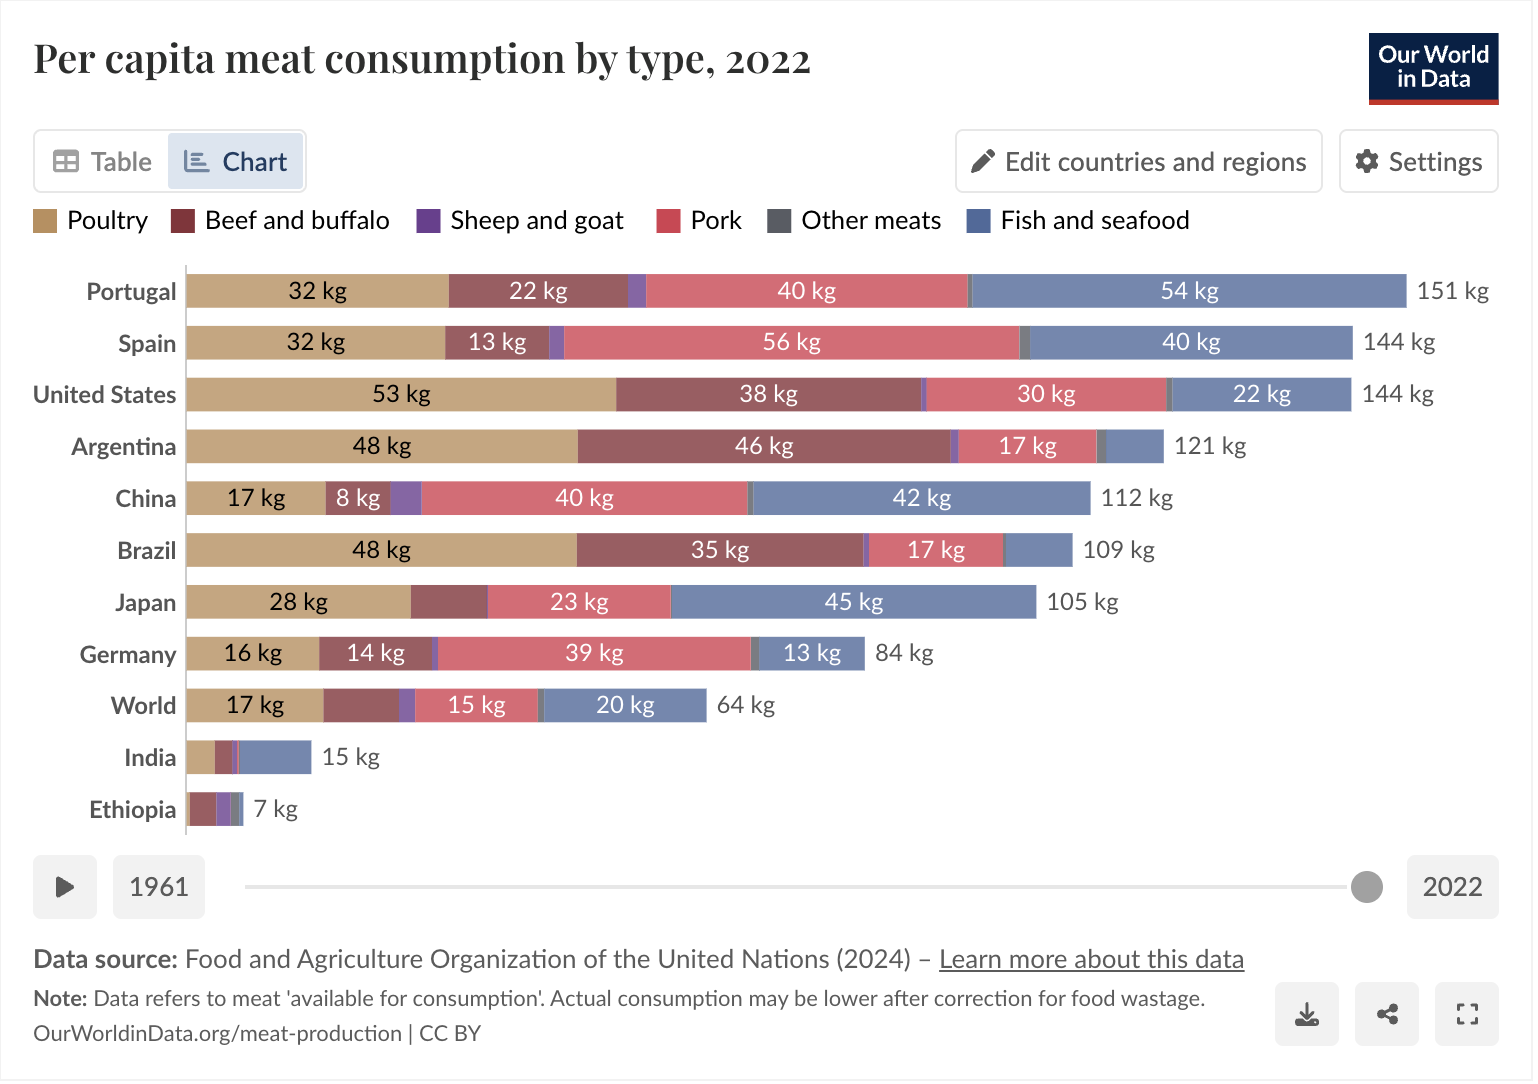 Per capita meat consumption by type, 2022
Our World
in Data
Table
Chart
Edit countries and regions
Settings
Poultry
Beef and buffalo
Sheep and goat
Pork
Other meats
Fish and seafood
Portugal 32 kg 22 kg 40 kg 54 kg 151 kg
Spain 32 kg 13 kg 56 kg 40 kg 144 kg
United States 53 kg 38 kg 30 kg 22 kg 144 kg
Argentina 48 kg 46 kg 17 kg 121 kg
China 17 kg 8 kg 40 kg 42 kg 112 kg
Brazil 48 kg 35 kg 17 kg 109 kg
Japan 28 kg 23 kg 45 kg 105 kg
Germany 16 kg 14 kg 39 kg 13 kg 84 kg
World 17 kg 15 kg 20 kg 64 kg
India 15 kg
Ethiopia 7 kg
1961
2022
Data source: Food and Agriculture Organization of the United Nations (2024) – Learn more about this data
Note: Data refers to meat 'available for consumption'. Actual consumption may be lower after correction for food wastage.
OurWorldinData.org/meat-production | CC BY